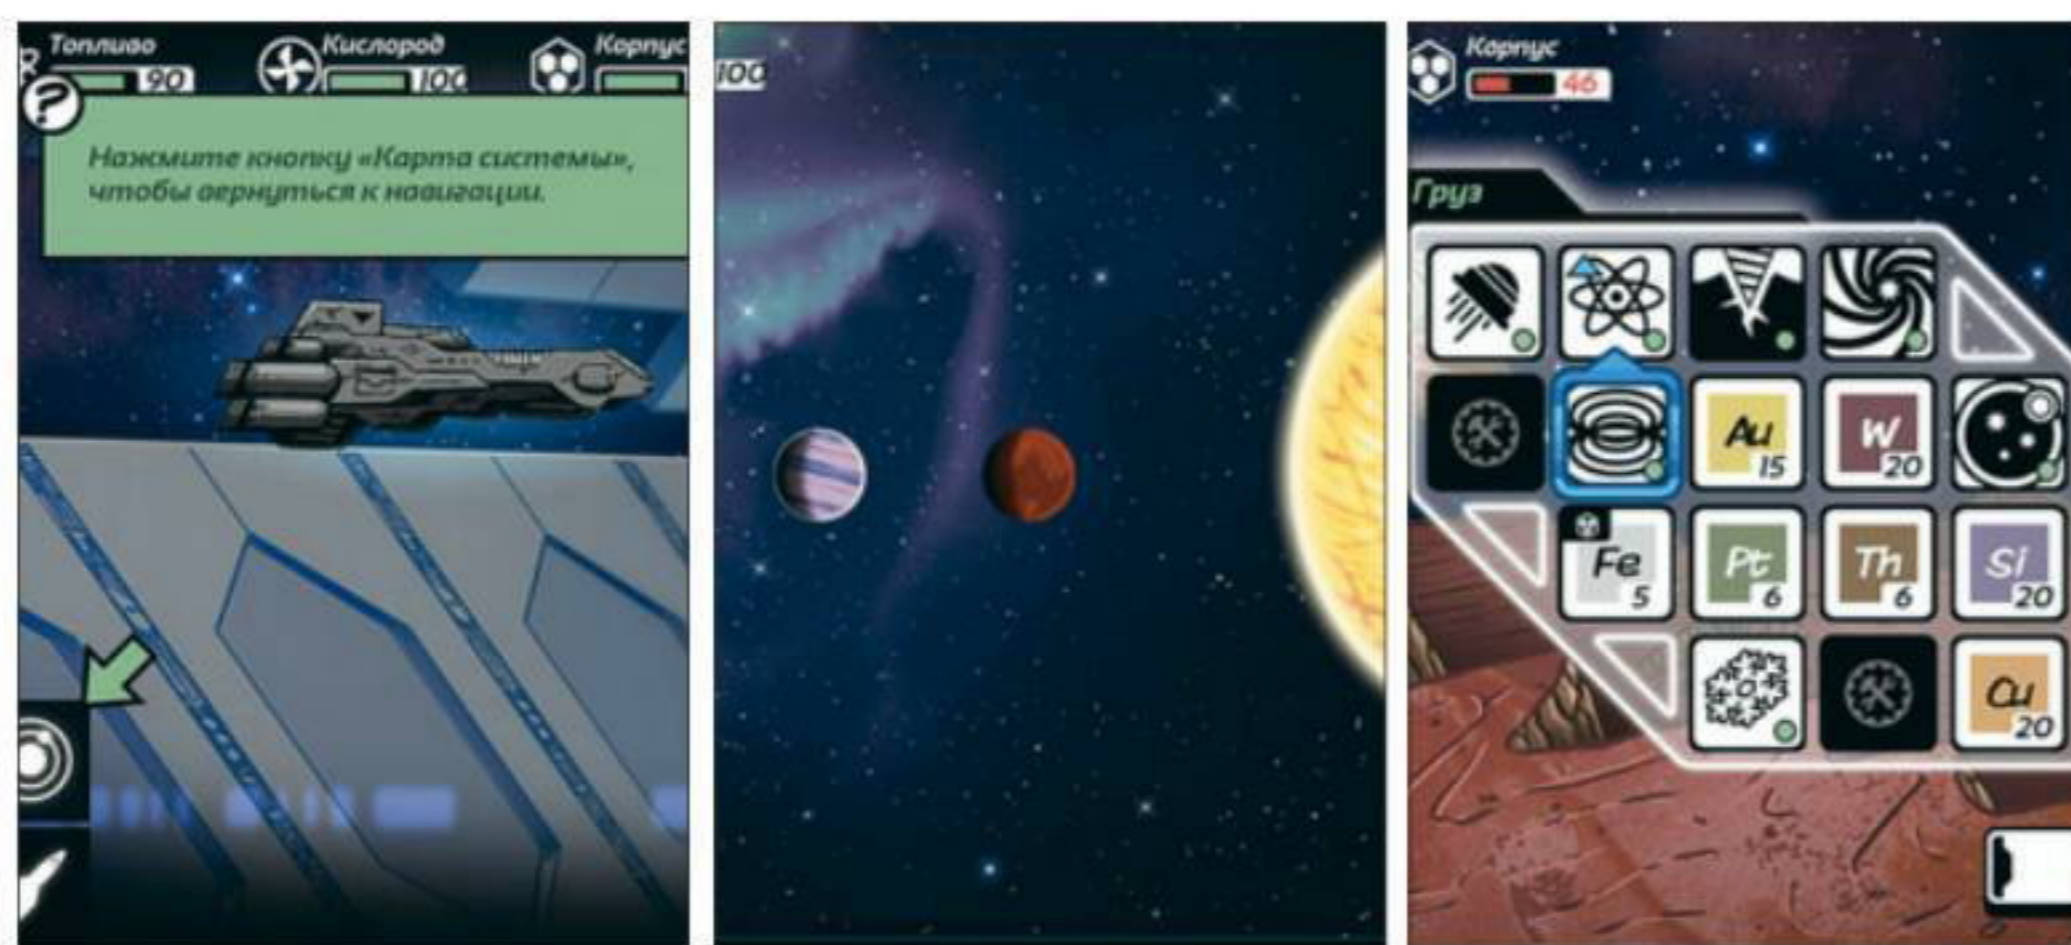 Топливо
90
Кислород
100
Корпус
?
Нажмите кнопку «Карта системы»,
чтобы вернуться к навигации.
100
Корпус
46
Груз
Au
15
W
20
Fe
5
Pt
6
Th
6
Si
20
Cu
20